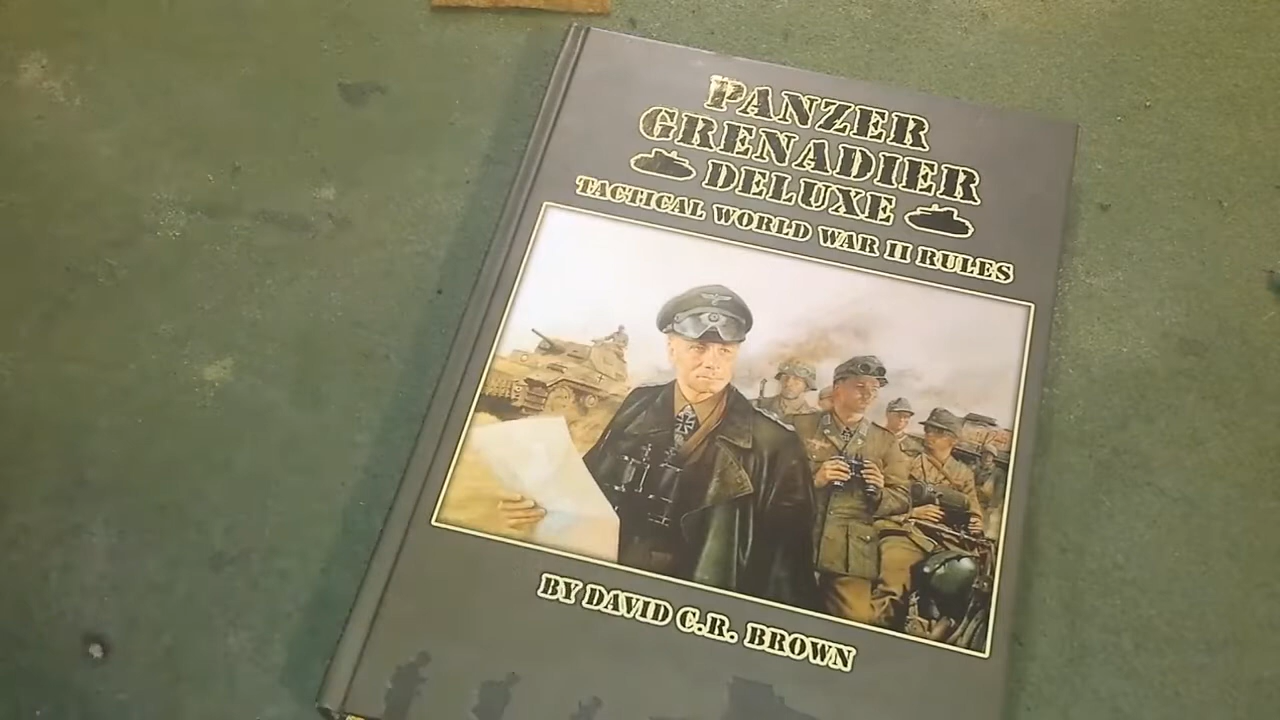 PANZER
GRENADIER
DELUXE
TACTICAL WORLD WAR II RULES
BY DAVID C.R. BROWN